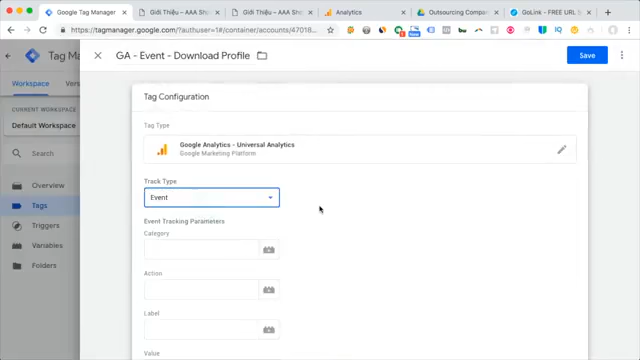 Google Tag Manager
Giới Thiệu – AAA Sho
Giới Thiệu – AAA Sho
Analytics
Outsourcing Compan
GoLink - FREE URL S
https://tagmanager.google.com/?authuser=1#/container/accounts/47018
Tag Ma
GA - Event - Download Profile
Save
Workspace
Vers
CURRENT WORKSPACE
Default Workspace
Search
Overview
Tags
Triggers
Variables
Folders
Tag Configuration
Tag Type
Google Analytics - Universal Analytics
Google Marketing Platform
Track Type
Event
Event Tracking Parameters
Category
Action
Label
Value